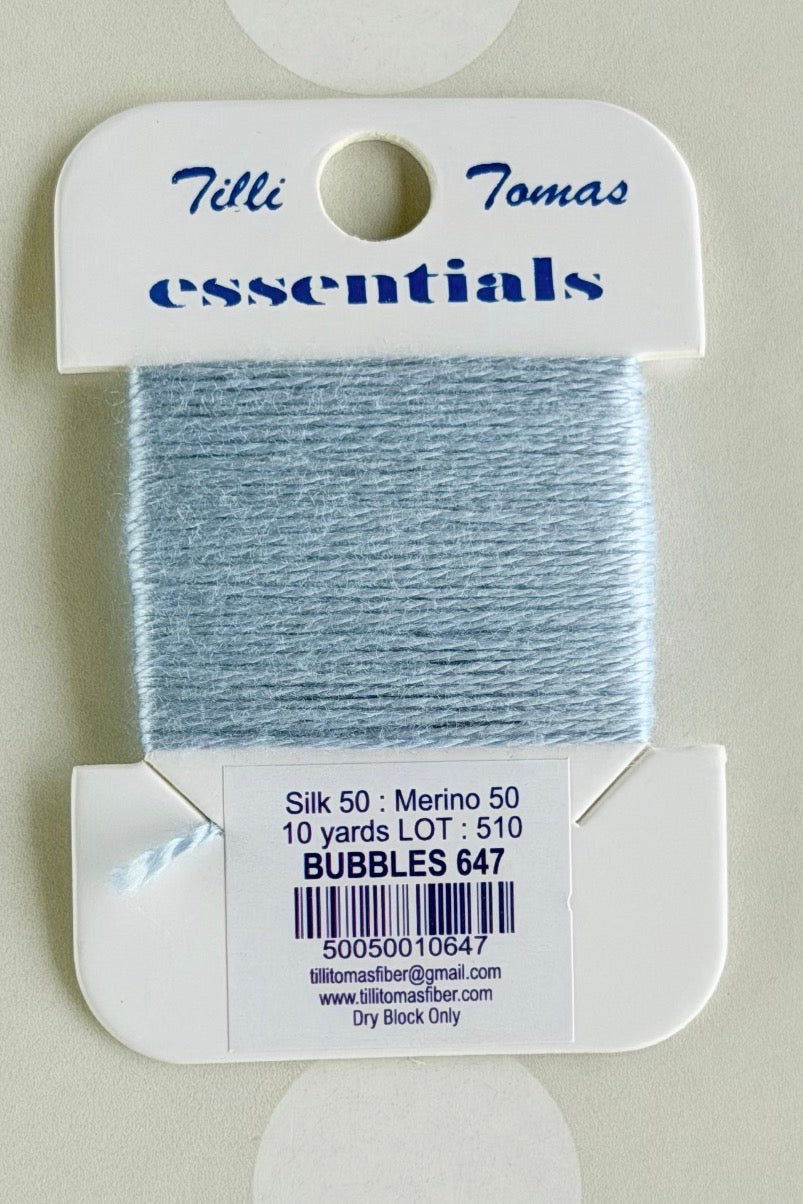 Tilli Tomas
essentials
Silk 50 : Merino 50
10 yards LOT : 510
BUBBLES 647
50050010647
tillitomasfiber@gmail.com
www.tillitomasfiber.com
Dry Block Only